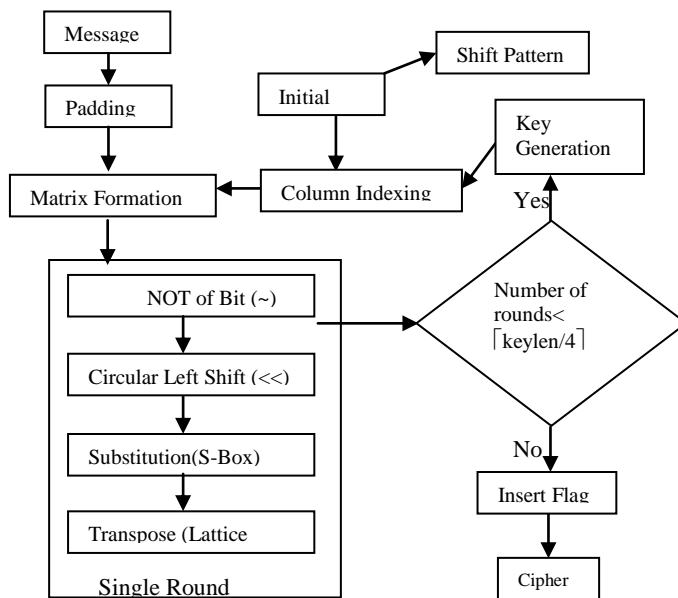 Message
Shift Pattern
Padding
Initial
Key
Generation
Matrix Formation
Column Indexing
Yes
NOT of Bit (~)
Number of
rounds<
⌈keylen/4⌉
Circular Left Shift (<<)
Substitution(S-Box)
No
Insert Flag
Transpose (Lattice
Single Round
Cipher